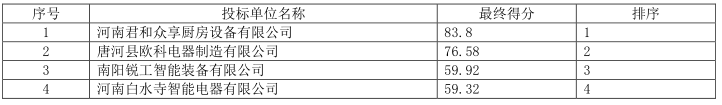 序号 投标单位名称 最终得分 排序
1 河南君和众享厨房设备有限公司 83.8 1
2 唐河县欧科电器制造有限公司 76.58 2
3 南阳锐工智能装备有限公司 59.92 3
4 河南白水寺智能电器有限公司 59.32 4